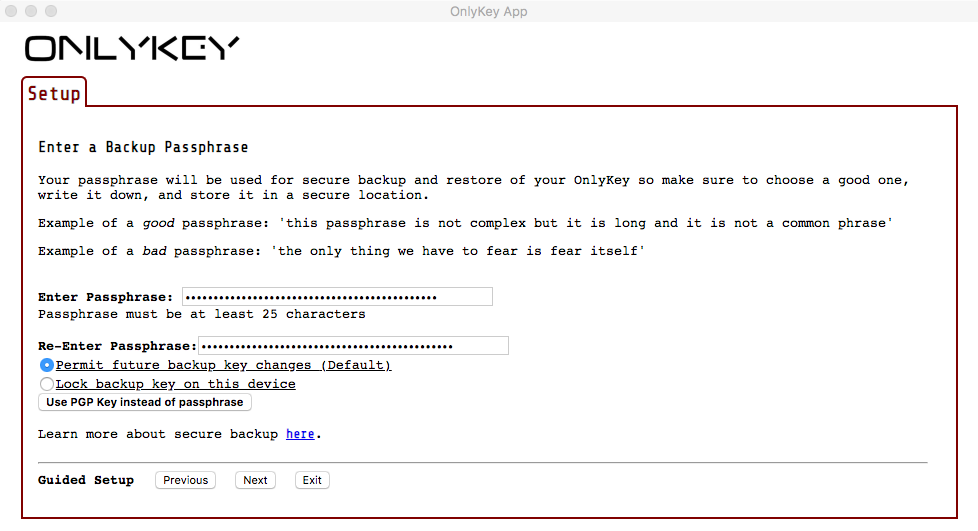 OnlyKey App
ONLYKEY
Setup
Enter a Backup Passphrase
Your passphrase will be used for secure backup and restore of your OnlyKey so make sure to choose a good one,
write it down, and store it in a secure location.
Example of a good passphrase: 'this passphrase is not complex but it is long and it is not a common phrase'
Example of a bad passphrase: 'the only thing we have to fear is fear itself'
Enter Passphrase: •••••••••••••••••••••••••••••••••••••••••••••
Passphrase must be at least 25 characters
Re-Enter Passphrase: •••••••••••••••••••••••••••••••••••••••••••••
Permit future backup key changes (Default)
Lock backup key on this device
Use PGP Key instead of passphrase
Learn more about secure backup here.
Guided Setup Previous Next Exit